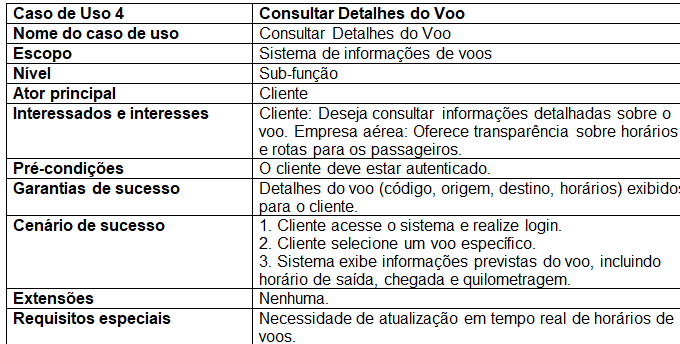 Caso de Uso 4 Consultar Detalhes do Voo
Nome do caso de uso Consultar Detalhes do Voo
Escopo Sistema de informações de voos
Nível Sub-função
Ator principal Cliente
Interessados e interesses Cliente: Deseja consultar informações detalhadas sobre o
voo. Empresa aérea: Oferece transparência sobre horários
e rotas para os passageiros.
Pré-condições O cliente deve estar autenticado.
Garantias de sucesso Detalhes do voo (código, origem, destino, horários) exibidos
para o cliente.
Cenário de sucesso 1. Cliente acesse o sistema e realize login.
2. Cliente selecione um voo específico.
3. Sistema exibe informações previstas do voo, incluindo
horário de saída, chegada e quilometragem.
Extensões Nenhuma.
Requisitos especiais Necessidade de atualização em tempo real de horários de
voos.